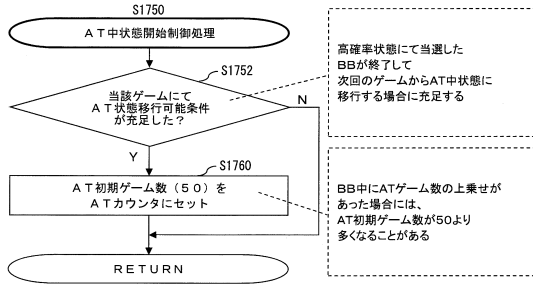 S1750
AT中状態開始制御処理
S1752
当該ゲームにて
AT状態移行可能条件
が充足した?
N
Y
高確率状態にて当選した
BBが終了して
次回のゲームからAT中状態に
移行する場合に充足する
S1760
AT初期ゲーム数(50)を
ATカウンタにセット
BB中にATゲーム数の上乗せが
あった場合には、
AT初期ゲーム数が50より
多くなることがある
RETURN